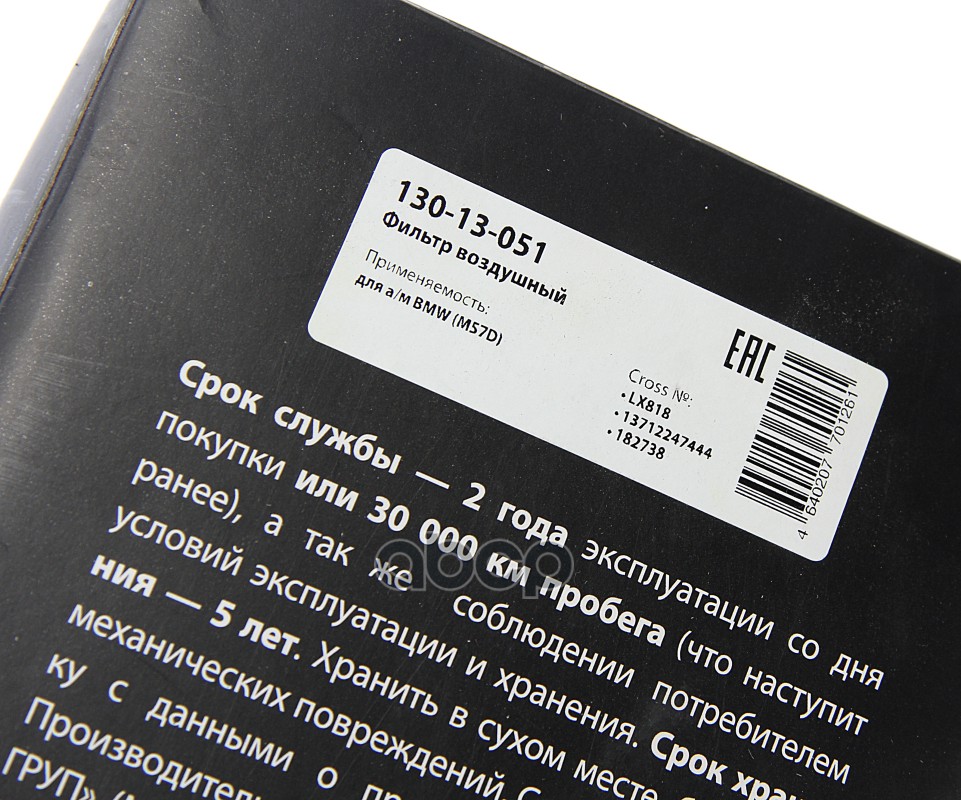 130-13-051
Фильтр воздушный
Применяемость:
для а/м BMW (M57D)
EAC
Cross №:
• LX818
• 13712247444
• 182738
4 640207 701261
Срок службы — 2 года эксплуатации со дня
покупки или 30 000 км пробега (что наступит
ранее), а так же соблюдении потребителем
условий эксплуатации и хранения. Срок хра
ния — 5 лет. Хранить в сухом месте
механических повреждений. С
ку с данными о
Производитель
ГРУП»